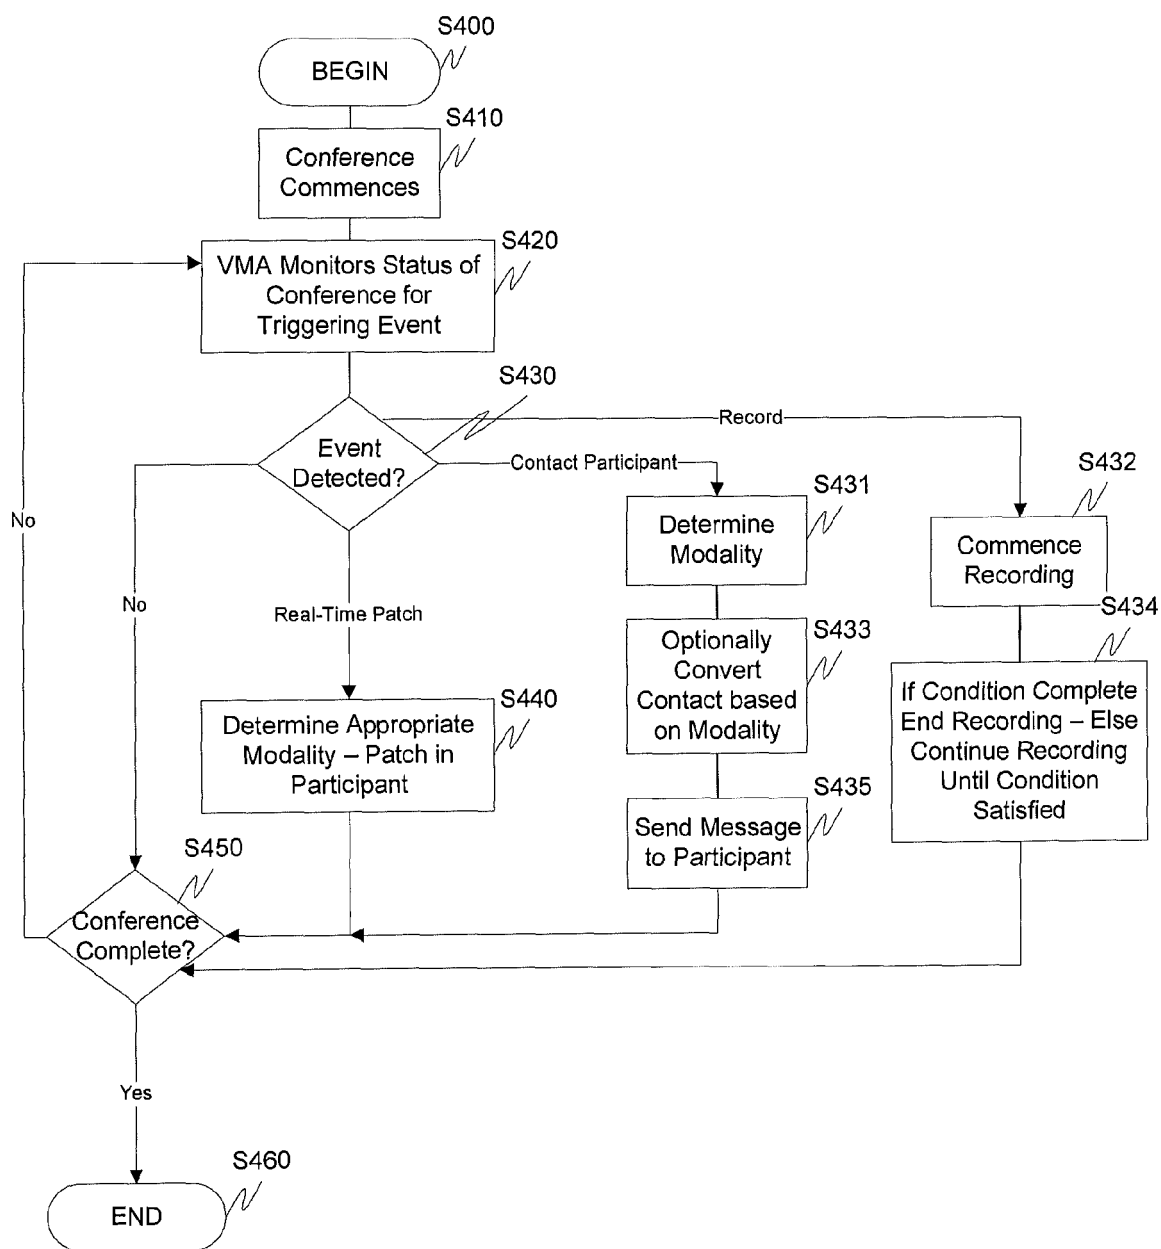 S400
BEGIN
S410
Conference
Commences
S420
VMA Monitors Status of
Conference for
Triggering Event
S430
Event
Detected?
Record
Contact Participant
No
No
Real-Time Patch
S431
Determine
Modality
S432
Commence
Recording
S433
Optionally
Convert
Contact based
on Modality
S434
If Condition Complete
End Recording – Else
Continue Recording
Until Condition
Satisfied
S440
Determine Appropriate
Modality – Patch in
Participant
S435
Send Message
to Participant
S450
Conference
Complete?
Yes
S460
END